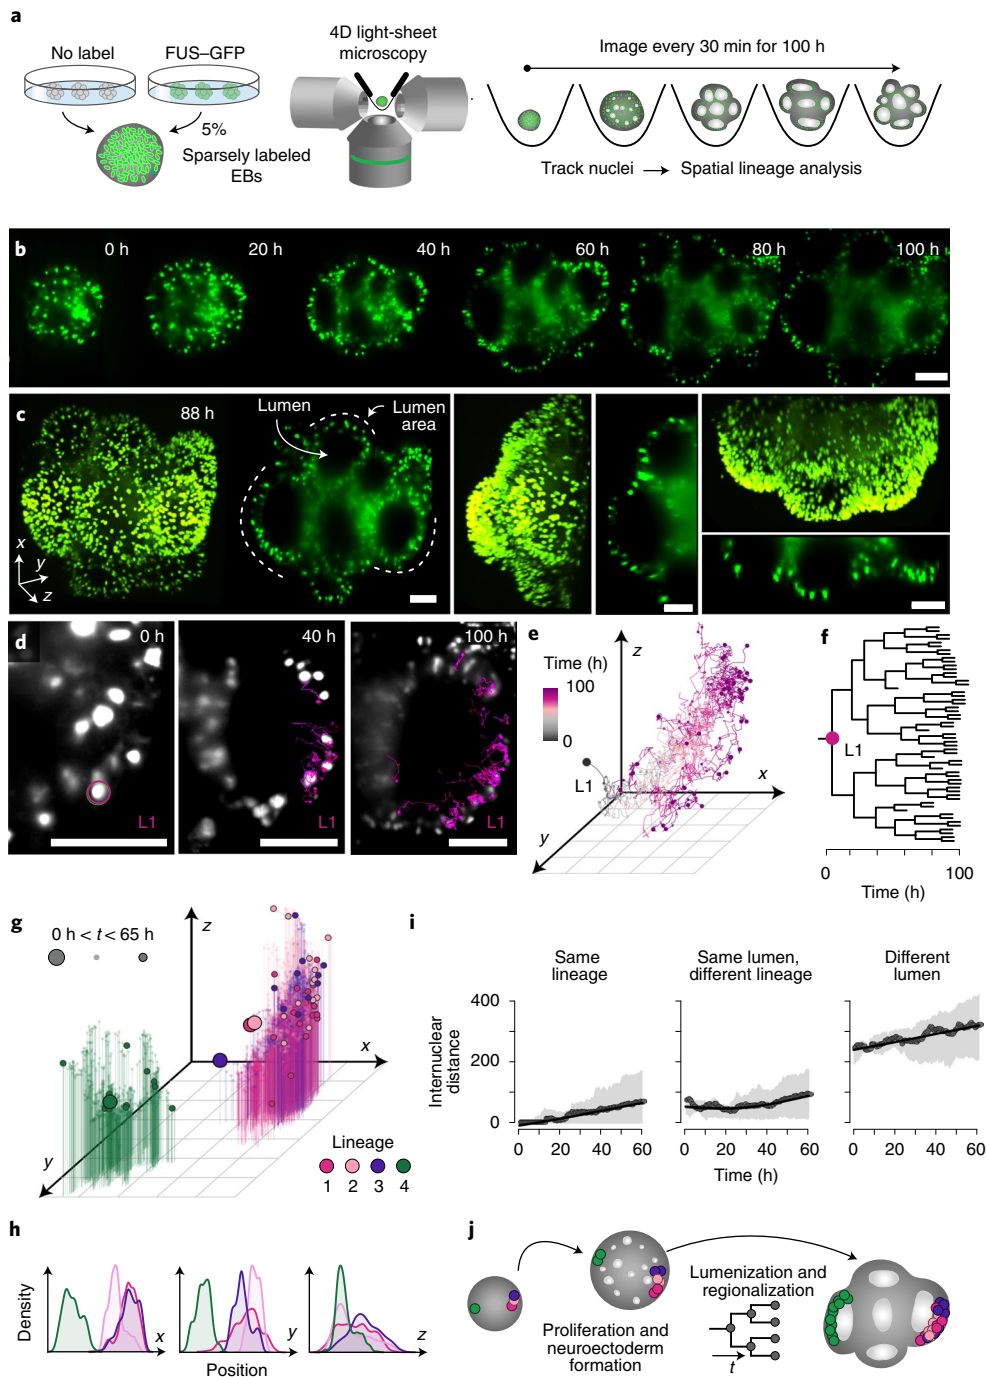 a
No label
FUS–GFP
5%
Sparsely labeled
EBs
4D light-sheet
microscopy
Image every 30 min for 100 h
Track nuclei
Spatial lineage analysis
b
0 h
20 h
40 h
60 h
80 h
100 h
c
88 h
x
y
z
Lumen
Lumen
area
d
0 h
L1
40 h
L1
100 h
L1
e
Time (h)
100
0
z
L1
x
y
f
L1
0
100
Time (h)
g
0 h < t < 65 h
z
x
y
Lineage
1 2 3 4
i
Same
lineage
Same lumen,
different lineage
Different
lumen
Internuclear
distance
400
200
0
0 20 40 60
0 20 40 60
0 20 40 60
Time (h)
h
Density
x
y
z
Position
j
Proliferation and
neuroectoderm
formation
Lumenization and
regionalization
t